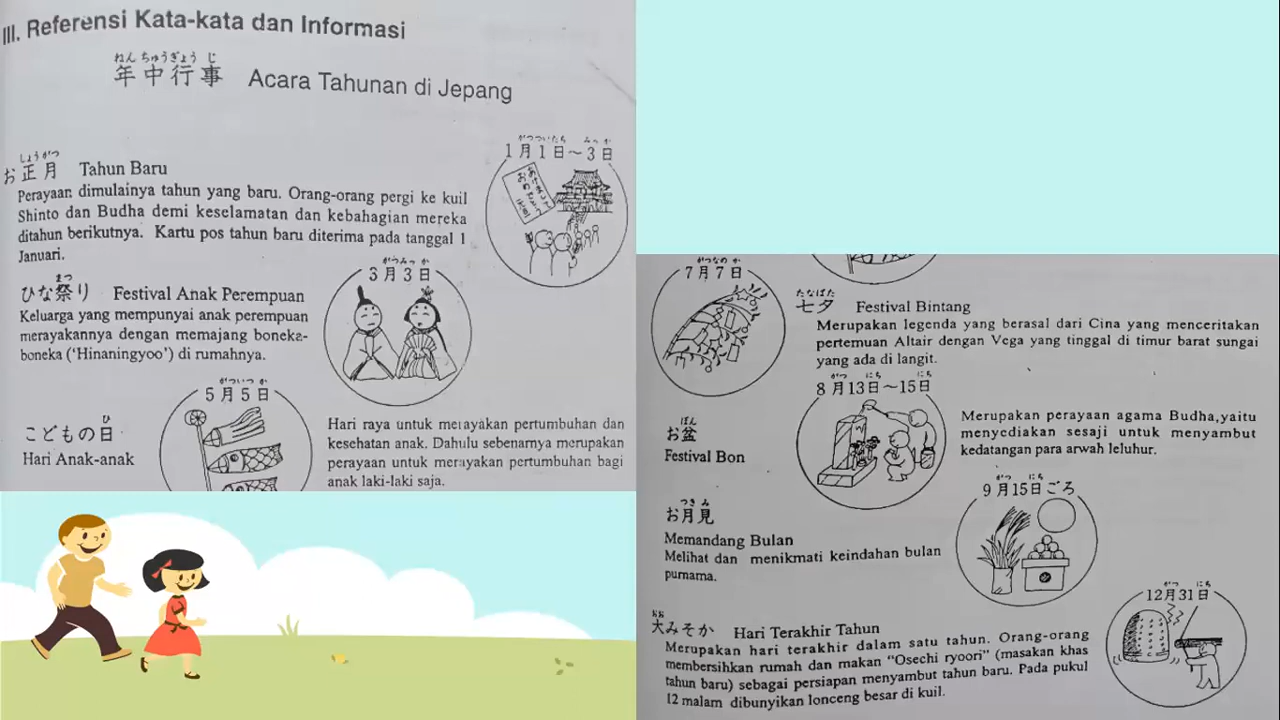 III. Referensi Kata-kata dan Informasi
ねんちゅうぎょうじ
年中行事 Acara Tahunan di Jepang
しょうがつ
お正月 Tahun Baru
Perayaan dimulainya tahun yang baru. Orang-orang pergi ke kuil
Shinto dan Budha demi keselamatan dan kebahagian mereka
ditahun berikutnya. Kartu pos tahun baru diterima pada tanggal 1
Januari.
がつついたち みっか
1月1日〜3日
まつ
ひな祭り Festival Anak Perempuan
Keluarga yang mempunyai anak perempuan
merayakannya dengan memajang boneka-
boneka ('Hinaningyoo') di rumahnya.
がつみっか
3月3日
ひ
こどもの日
Hari Anak-anak
がついつか
5月5日
Hari raya untuk merayakan pertumbuhan dan
kesehatan anak. Dahulu sebenarnya merupakan
perayaan untuk merayakan pertumbuhan bagi
anak laki-laki saja.
がつなのか
7月7日
たなばた
七夕 Festival Bintang
Merupakan legenda yang berasal dari Cina yang menceritakan
pertemuan Altair dengan Vega yang tinggal di timur barat sungai
yang ada di langit.
がつ にち にち
8月13日〜15日
ぼん
お盆
Festival Bon
Merupakan perayaan agama Budha,yaitu
menyediakan sesaji untuk menyambut
kedatangan para arwah leluhur.
がつ にち
9月15日ごろ
つきみ
お月見
Memandang Bulan
Melihat dan menikmati keindahan bulan
purnama.
がつ にち
12月31日
おお
大みそか Hari Terakhir Tahun
Merupakan hari terakhir dalam satu tahun. Orang-orang
membersihkan rumah dan makan "Osechi ryoori" (masakan khas
tahun baru) sebagai persiapan menyambut tahun baru. Pada pukul
12 malam dibunyikan lonceng besar di kuil.